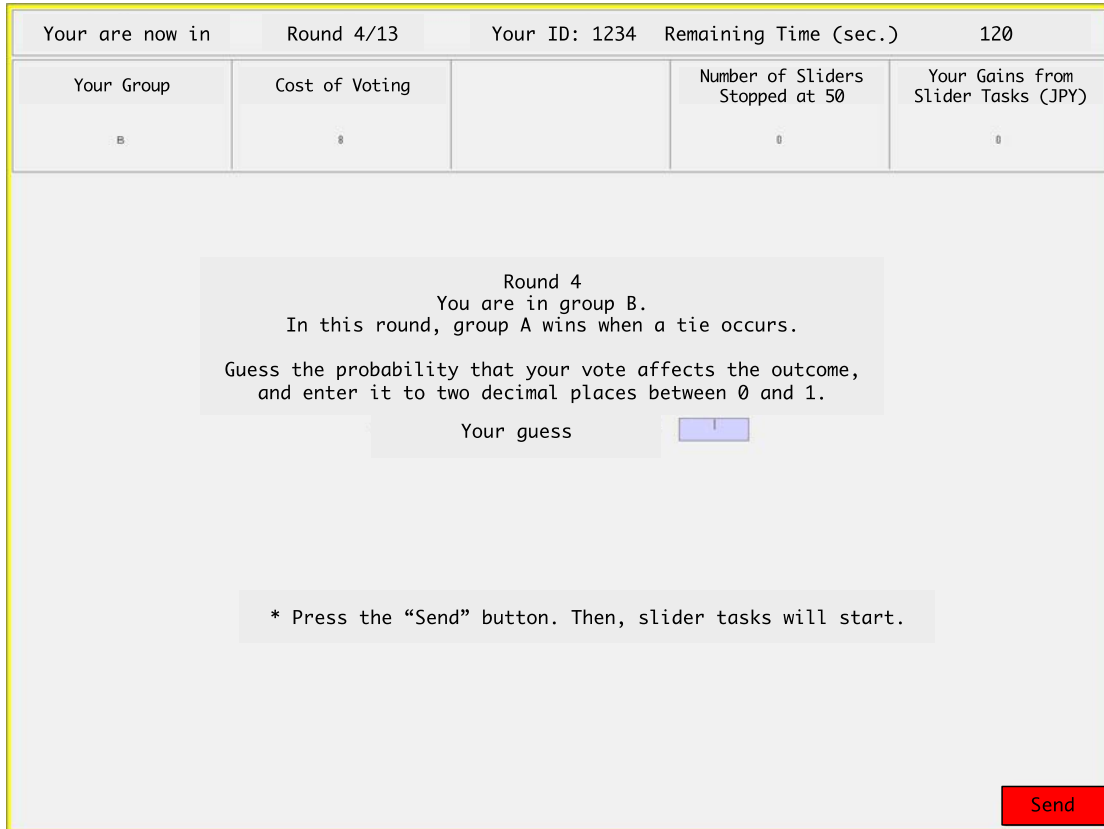 Your are now in Round 4/13 Your ID: 1234 Remaining Time (sec.) 120
Your Group Cost of Voting Number of Sliders Your Gains from
Stopped at 50 Slider Tasks (JPY)
B 8 0 0
Round 4
You are in group B.
In this round, group A wins when a tie occurs.
Guess the probability that your vote affects the outcome,
and enter it to two decimal places between 0 and 1.
Your guess
* Press the “Send” button. Then, slider tasks will start.
Send